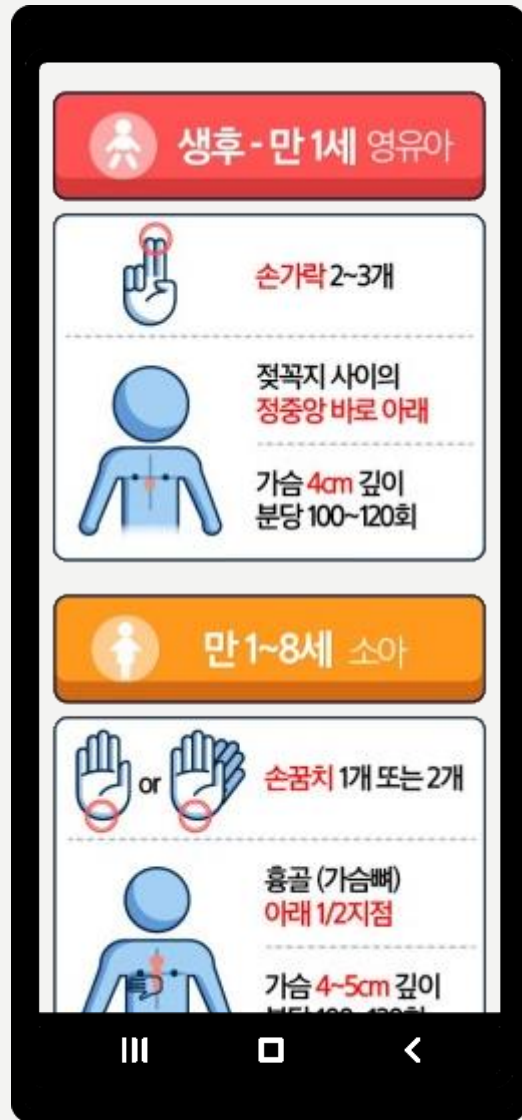 생후 - 만 1세 영유아
손가락 2~3개
젖꼭지 사이의
정중앙 바로 아래
가슴 4cm 깊이
분당 100~120회
만 1~8세 소아
or
손꿈치 1개 또는 2개
흉골 (가슴뼈)
아래 1/2지점
가슴 4~5cm 깊이